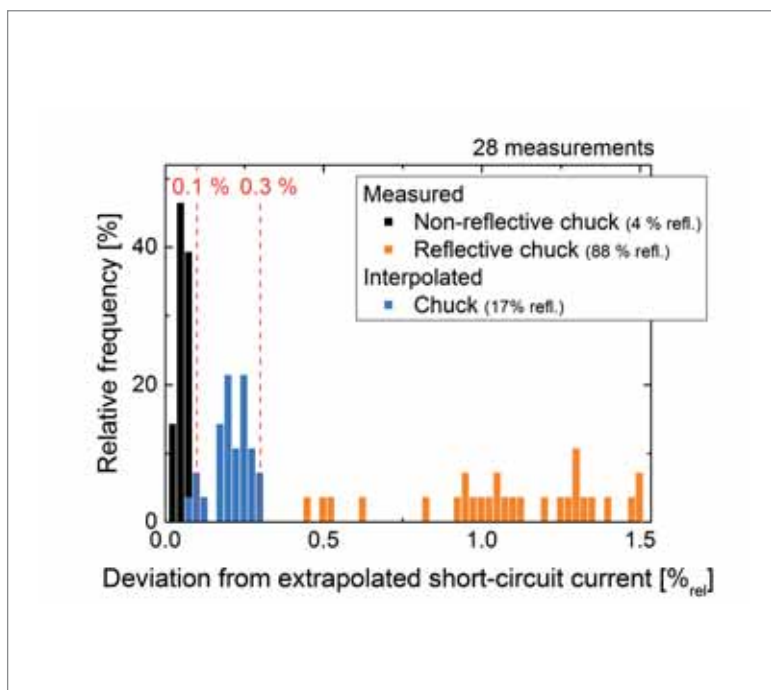 28 measurements
0.1 % 0.3 %
Measured
Non-reflective chuck (4 % refl.)
Reflective chuck (88 % refl.)
Interpolated
Chuck (17% refl.)
Relative frequency [%]
40
20
0
0.0 0.5 1.0 1.5
Deviation from extrapolated short-circuit current [%rel]